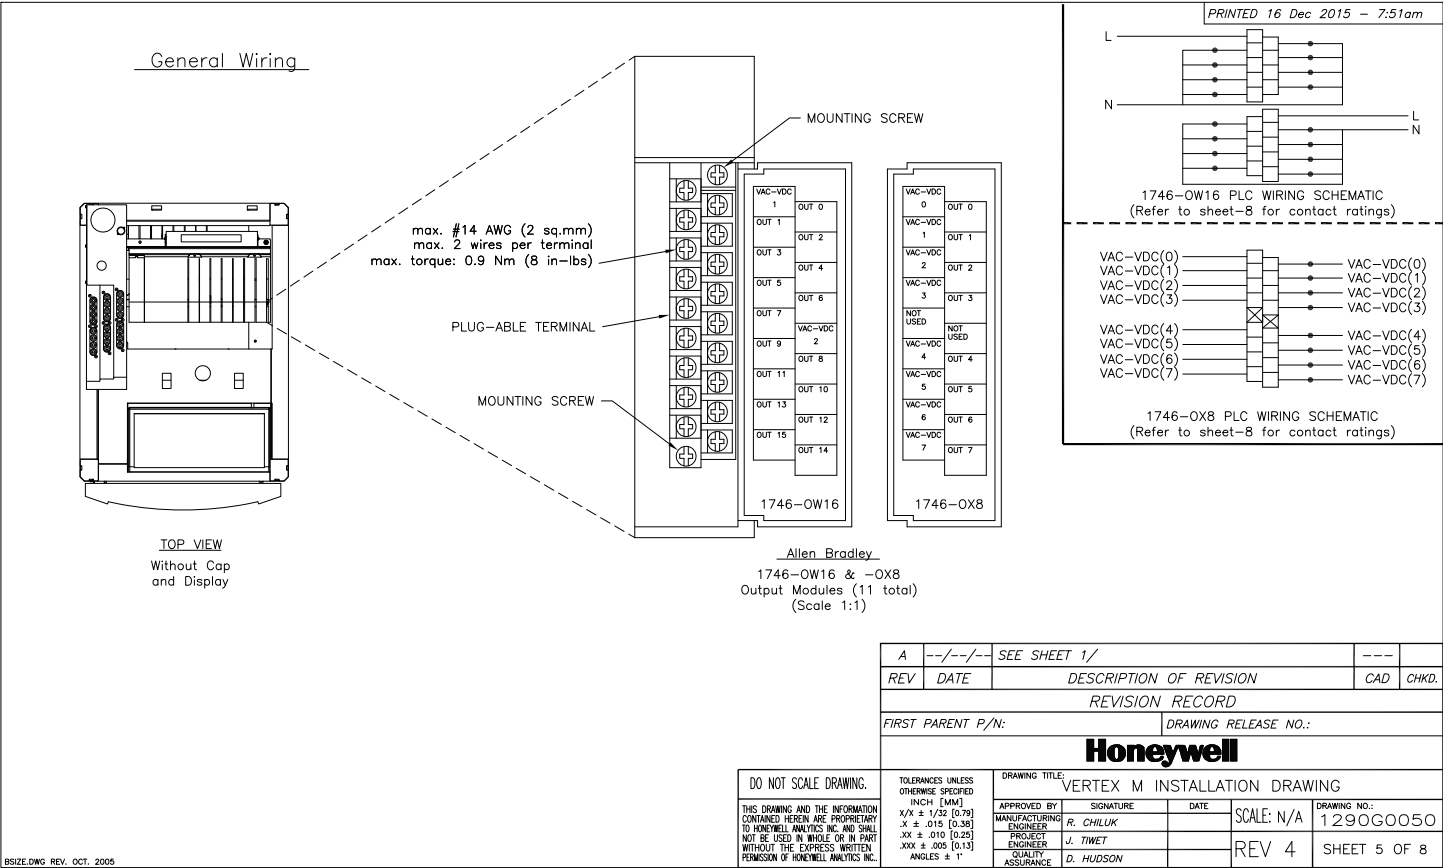 PRINTED 16 Dec 2015 - 7:51am
General Wiring
MOUNTING SCREW
max. #14 AWG (2 sq.mm)
max. 2 wires per terminal
max. torque: 0.9 Nm (8 in-lbs)
PLUG-ABLE TERMINAL
MOUNTING SCREW
VAC-VDC
1
OUT 0
OUT 1
OUT 2
OUT 3
OUT 4
OUT 5
OUT 6
OUT 7
VAC-VDC
2
OUT 9
OUT 8
OUT 11
OUT 10
OUT 13
OUT 12
OUT 15
OUT 14
1746-OW16
VAC-VDC
0
OUT 0
VAC-VDC
1
OUT 1
VAC-VDC
2
OUT 2
VAC-VDC
3
OUT 3
NOT
USED
NOT
USED
VAC-VDC
4
OUT 4
VAC-VDC
5
OUT 5
VAC-VDC
6
OUT 6
VAC-VDC
7
OUT 7
1746-OX8
Allen Bradley
1746-OW16 & -OX8
Output Modules (11 total)
(Scale 1:1)
TOP VIEW
Without Cap
and Display
L
N
L
N
1746-OW16 PLC WIRING SCHEMATIC
(Refer to sheet-8 for contact ratings)
VAC-VDC(0)
VAC-VDC(1)
VAC-VDC(2)
VAC-VDC(3)
VAC-VDC(4)
VAC-VDC(5)
VAC-VDC(6)
VAC-VDC(7)
VAC-VDC(0)
VAC-VDC(1)
VAC-VDC(2)
VAC-VDC(3)
VAC-VDC(4)
VAC-VDC(5)
VAC-VDC(6)
VAC-VDC(7)
1746-OX8 PLC WIRING SCHEMATIC
(Refer to sheet-8 for contact ratings)
A --/--/-- SEE SHEET 1/ ---
REV DATE DESCRIPTION OF REVISION CAD CHKD.
REVISION RECORD
FIRST PARENT P/N: DRAWING RELEASE NO.:
Honeywell
DO NOT SCALE DRAWING.
THIS DRAWING AND THE INFORMATION
CONTAINED HEREIN ARE PROPRIETARY
TO HONEYWELL ANALYTICS INC. AND SHALL
NOT BE USED IN WHOLE OR IN PART
WITHOUT THE EXPRESS WRITTEN
PERMISSION OF HONEYWELL ANALYTICS INC..
TOLERANCES UNLESS
OTHERWISE SPECIFIED
INCH [MM]
X/X ± 1/32 [0.79]
.X ± .015 [0.38]
.XX ± .010 [0.25]
.XXX ± .005 [0.13]
ANGLES ± 1°
DRAWING TITLE:
VERTEX M INSTALLATION DRAWING
APPROVED BY SIGNATURE DATE
MANUFACTURING
ENGINEER
R. CHILUK
PROJECT
ENGINEER
J. TIWET
QUALITY
ASSURANCE
D. HUDSON
SCALE: N/A
DRAWING NO.:
1290G0050
REV 4
SHEET 5 OF 8
BSIZE.DWG REV. OCT. 2005